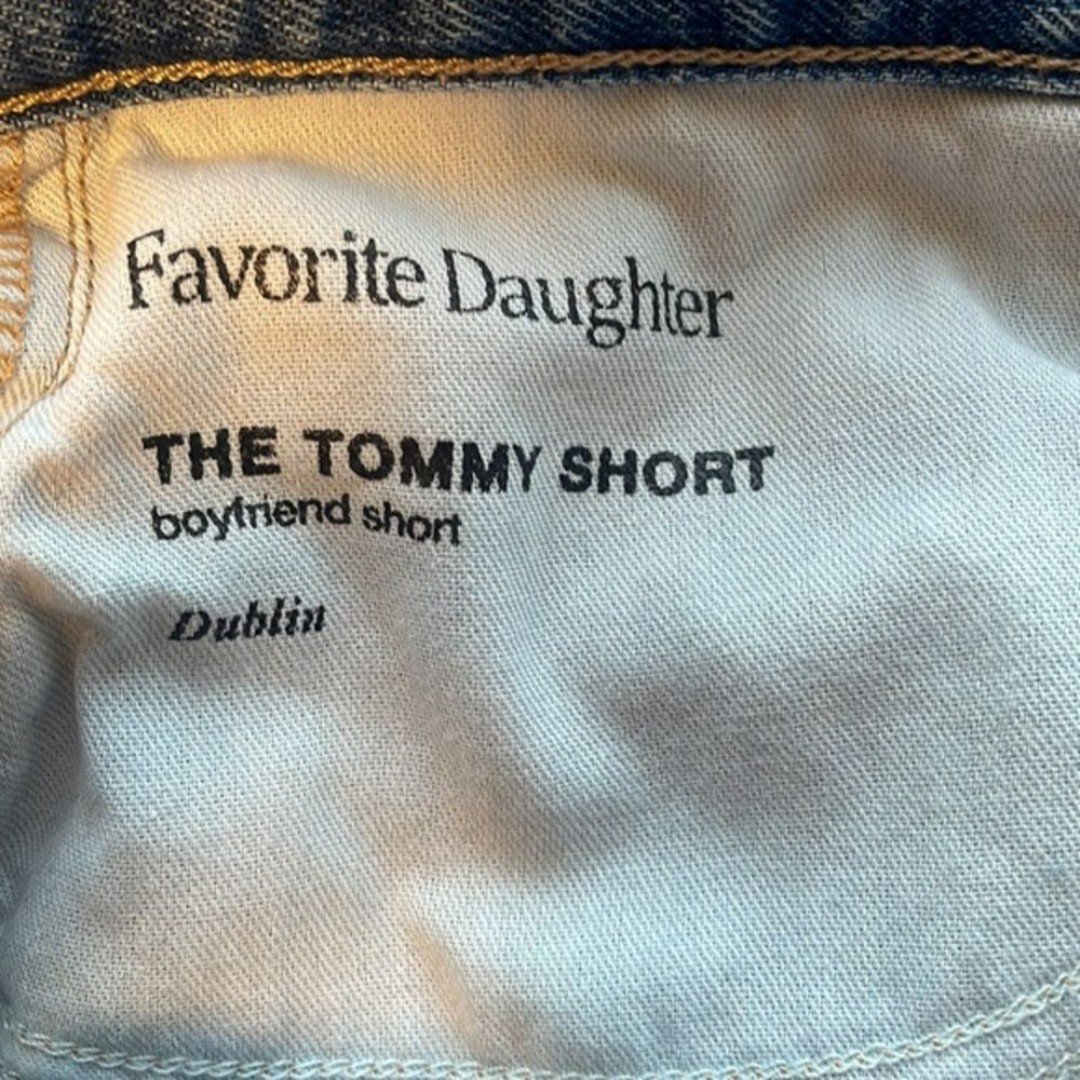 Favorite Daughter
THE TOMMY SHORT
boyfriend short
Dublin